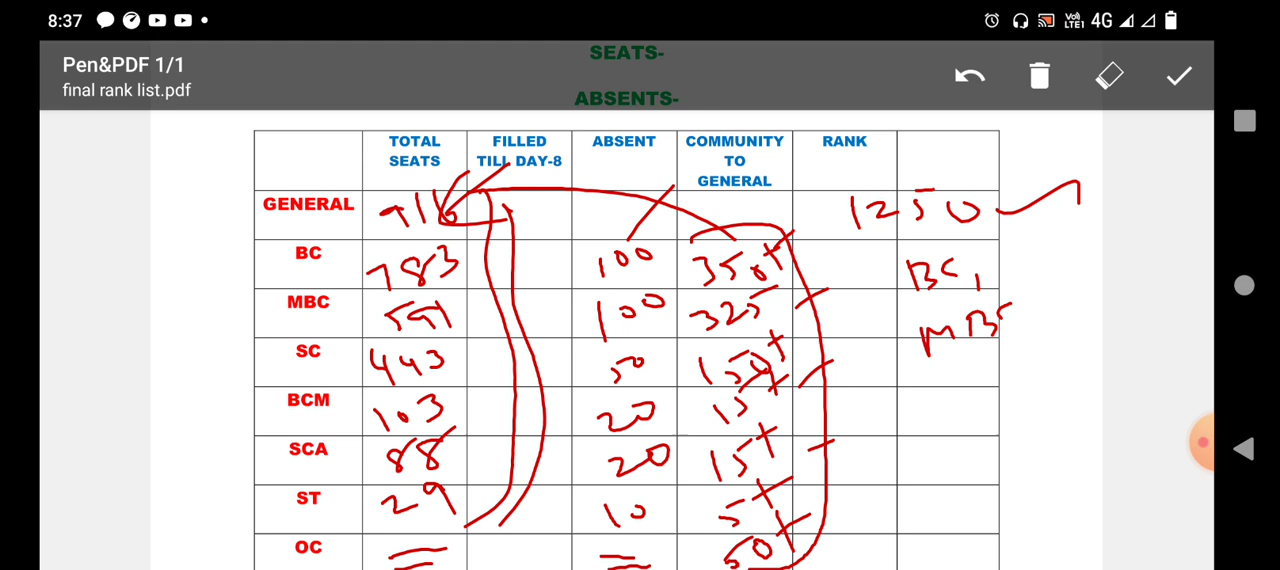 8:37
4G
Pen&PDF 1/1
final rank list.pdf
SEATS-
ABSENTS-
TOTAL SEATS FILLED TILL DAY-8 ABSENT COMMUNITY TO GENERAL RANK
GENERAL 916 1250
BC 783 100 350+ BC,
MBC 100 325 MBC
SC 443 50 150+
BCM 103 20 15+
SCA 88 20 15+
ST 29 10 5+
OC = = 50+